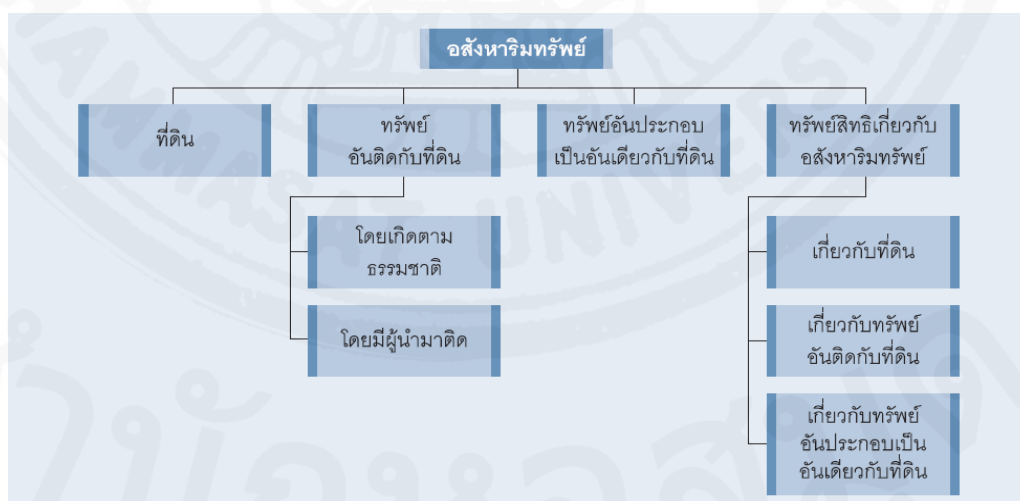 อสังหาริมทรัพย์
ที่ดิน
ทรัพย์
อันติดกับที่ดิน
ทรัพย์อันประกอบ
เป็นอันเดียวกับที่ดิน
ทรัพย์สิทธิเกี่ยวกับ
อสังหาริมทรัพย์
โดยเกิดตาม
ธรรมชาติ
โดยมีผู้นำมาติด
เกี่ยวกับที่ดิน
เกี่ยวกับทรัพย์
อันติดกับที่ดิน
เกี่ยวกับทรัพย์
อันประกอบเป็น
อันเดียวกับที่ดิน
THAMMASAT UNIVERSITY